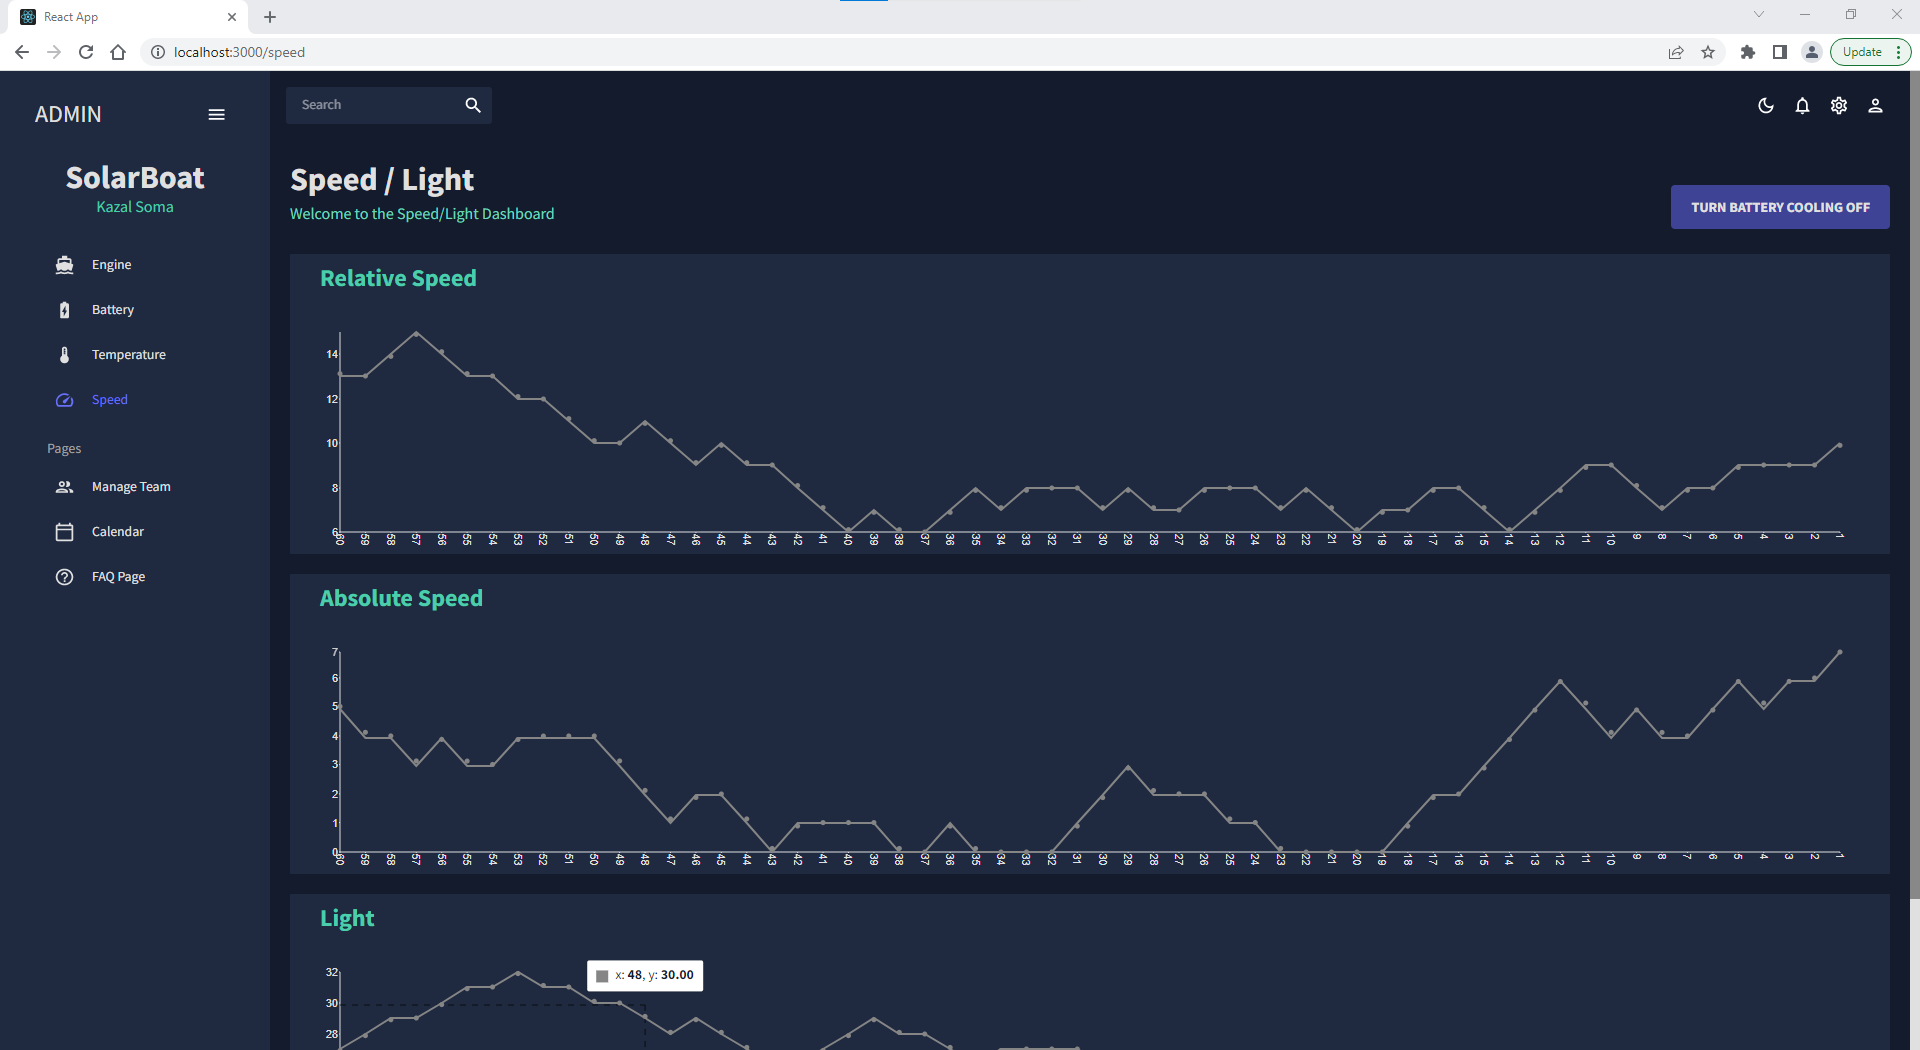 React App
localhost:3000/speed
Update
ADMIN
Search
SolarBoat
Kazal Soma
Engine
Battery
Temperature
Speed
Pages
Manage Team
Calendar
FAQ Page
Speed / Light
Welcome to the Speed/Light Dashboard
TURN BATTERY COOLING OFF
Relative Speed
14
12
10
8
6
60 59 58 57 56 55 54 53 52 51 50 49 48 47 46 45 44 43 42 41 40 39 38 37 36 35 34 33 32 31 30 29 28 27 26 25 24 23 22 21 20 19 18 17 16 15 14 13 12 11 10 9 8 7 6 5 4 3 2 1
Absolute Speed
7
6
5
4
3
2
1
0
60 59 58 57 56 55 54 53 52 51 50 49 48 47 46 45 44 43 42 41 40 39 38 37 36 35 34 33 32 31 30 29 28 27 26 25 24 23 22 21 20 19 18 17 16 15 14 13 12 11 10 9 8 7 6 5 4 3 2 1
Light
32
x: 48, y: 30.00
30
28